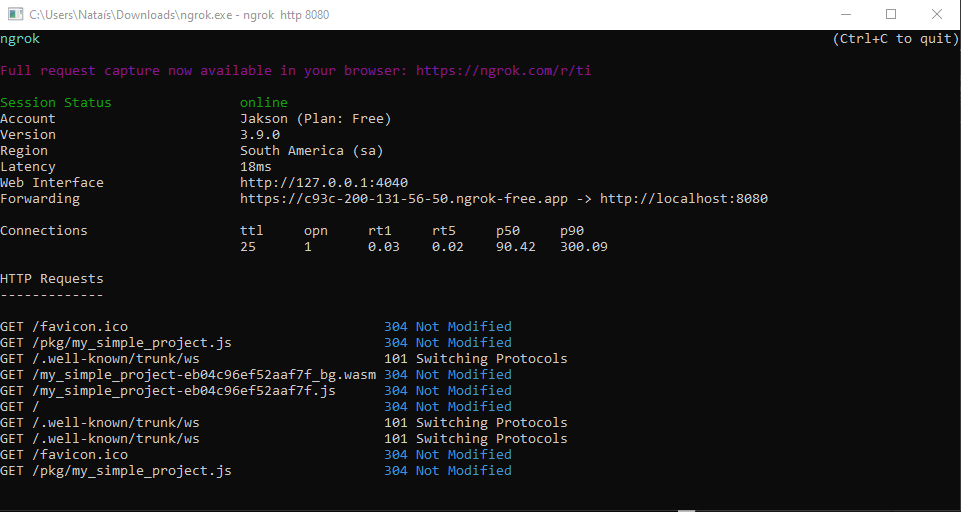 C:\Users\Nataís\Downloads\ngrok.exe - ngrok  http 8080
ngrok (Ctrl+C to quit)
Full request capture now available in your browser: https://ngrok.com/r/ti
Session Status online
Account Jakson (Plan: Free)
Version 3.9.0
Region South America (sa)
Latency 18ms
Web Interface http://127.0.0.1:4040
Forwarding https://c93c-200-131-56-50.ngrok-free.app -> http://localhost:8080
Connections ttl opn rt1 rt5 p50 p90
25 1 0.03 0.02 90.42 300.09
HTTP Requests
-------------
GET /favicon.ico 304 Not Modified
GET /pkg/my_simple_project.js 304 Not Modified
GET /.well-known/trunk/ws 101 Switching Protocols
GET /my_simple_project-eb04c96ef52aaf7f_bg.wasm 304 Not Modified
GET /my_simple_project-eb04c96ef52aaf7f.js 304 Not Modified
GET / 304 Not Modified
GET /.well-known/trunk/ws 101 Switching Protocols
GET /.well-known/trunk/ws 101 Switching Protocols
GET /favicon.ico 304 Not Modified
GET /pkg/my_simple_project.js 304 Not Modified